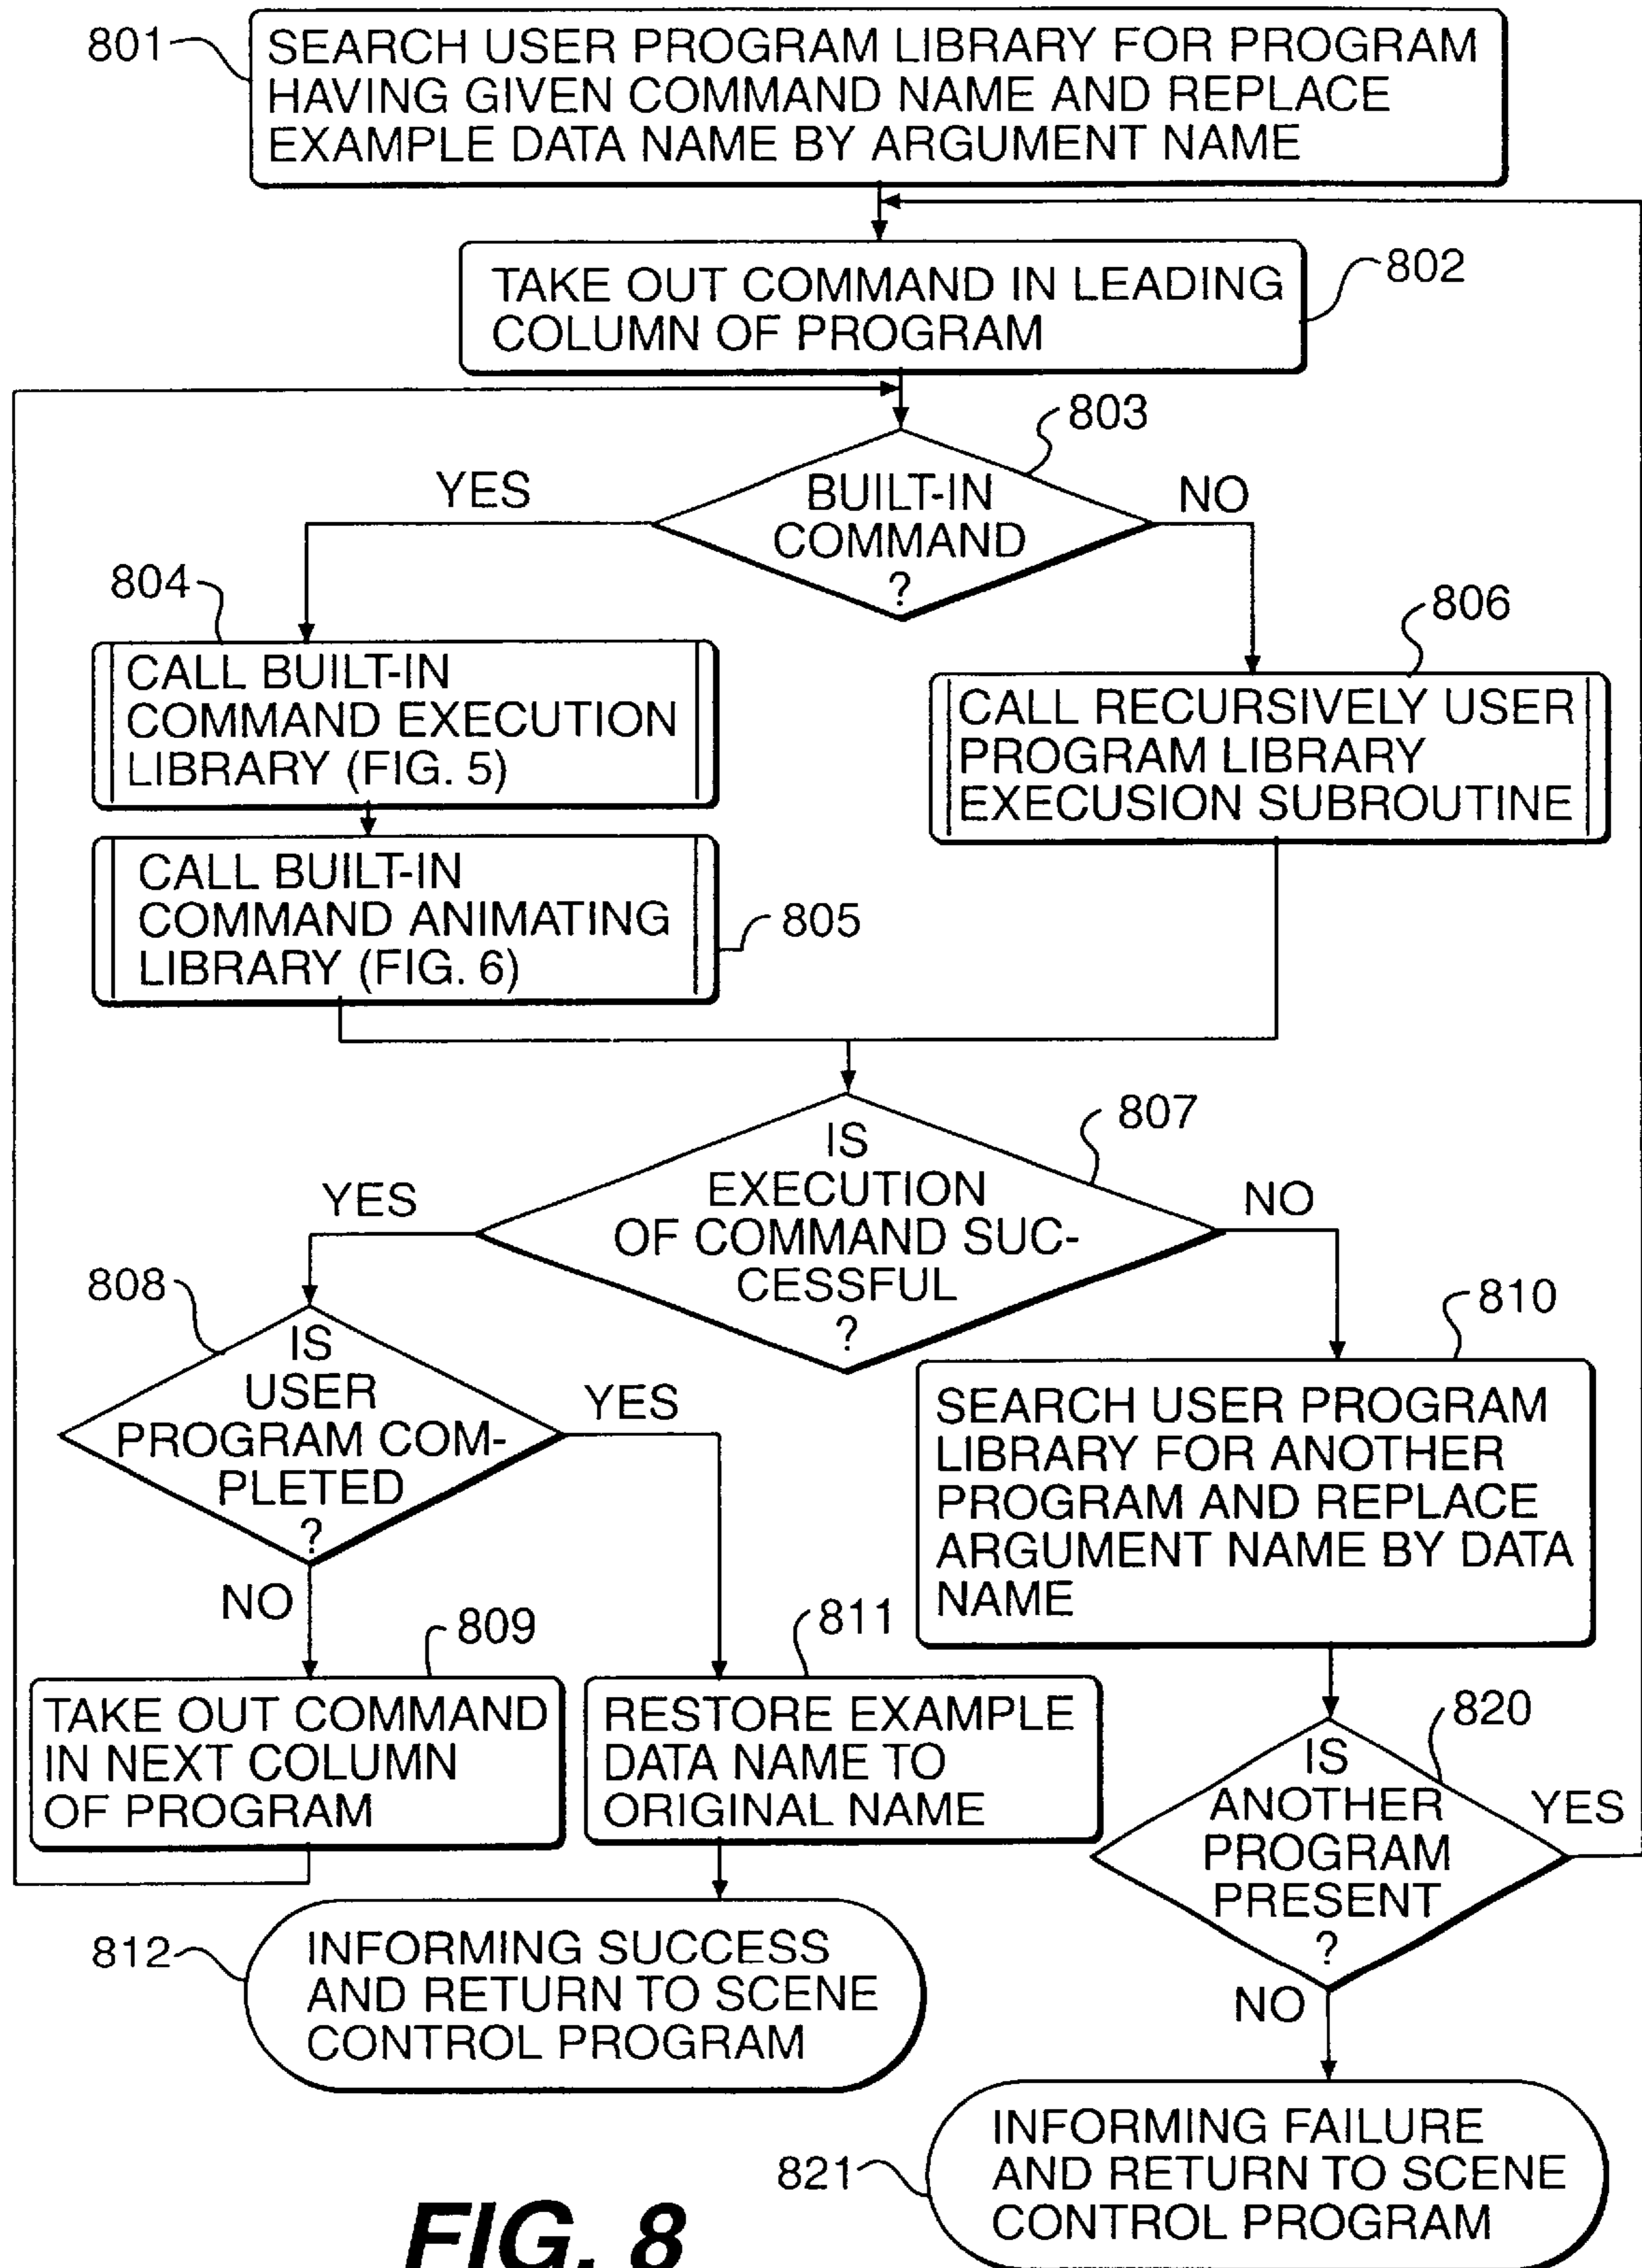 801
SEARCH USER PROGRAM LIBRARY FOR PROGRAM
HAVING GIVEN COMMAND NAME AND REPLACE
EXAMPLE DATA NAME BY ARGUMENT NAME
802
TAKE OUT COMMAND IN LEADING
COLUMN OF PROGRAM
803
BUILT-IN
COMMAND
?
YES
NO
804
CALL BUILT-IN
COMMAND EXECUTION
LIBRARY (FIG. 5)
806
CALL RECURSIVELY USER
PROGRAM LIBRARY
EXECUSION SUBROUTINE
CALL BUILT-IN
COMMAND ANIMATING
LIBRARY (FIG. 6)
805
807
IS
EXECUTION
OF COMMAND SUC-
CESSFUL
?
YES
NO
808
IS
USER
PROGRAM COM-
PLETED
?
YES
NO
810
SEARCH USER PROGRAM
LIBRARY FOR ANOTHER
PROGRAM AND REPLACE
ARGUMENT NAME BY DATA
NAME
809
TAKE OUT COMMAND
IN NEXT COLUMN
OF PROGRAM
811
RESTORE EXAMPLE
DATA NAME TO
ORIGINAL NAME
820
IS
ANOTHER
PROGRAM
PRESENT
?
YES
NO
812
INFORMING SUCCESS
AND RETURN TO SCENE
CONTROL PROGRAM
821
INFORMING FAILURE
AND RETURN TO SCENE
CONTROL PROGRAM
FIG. 8